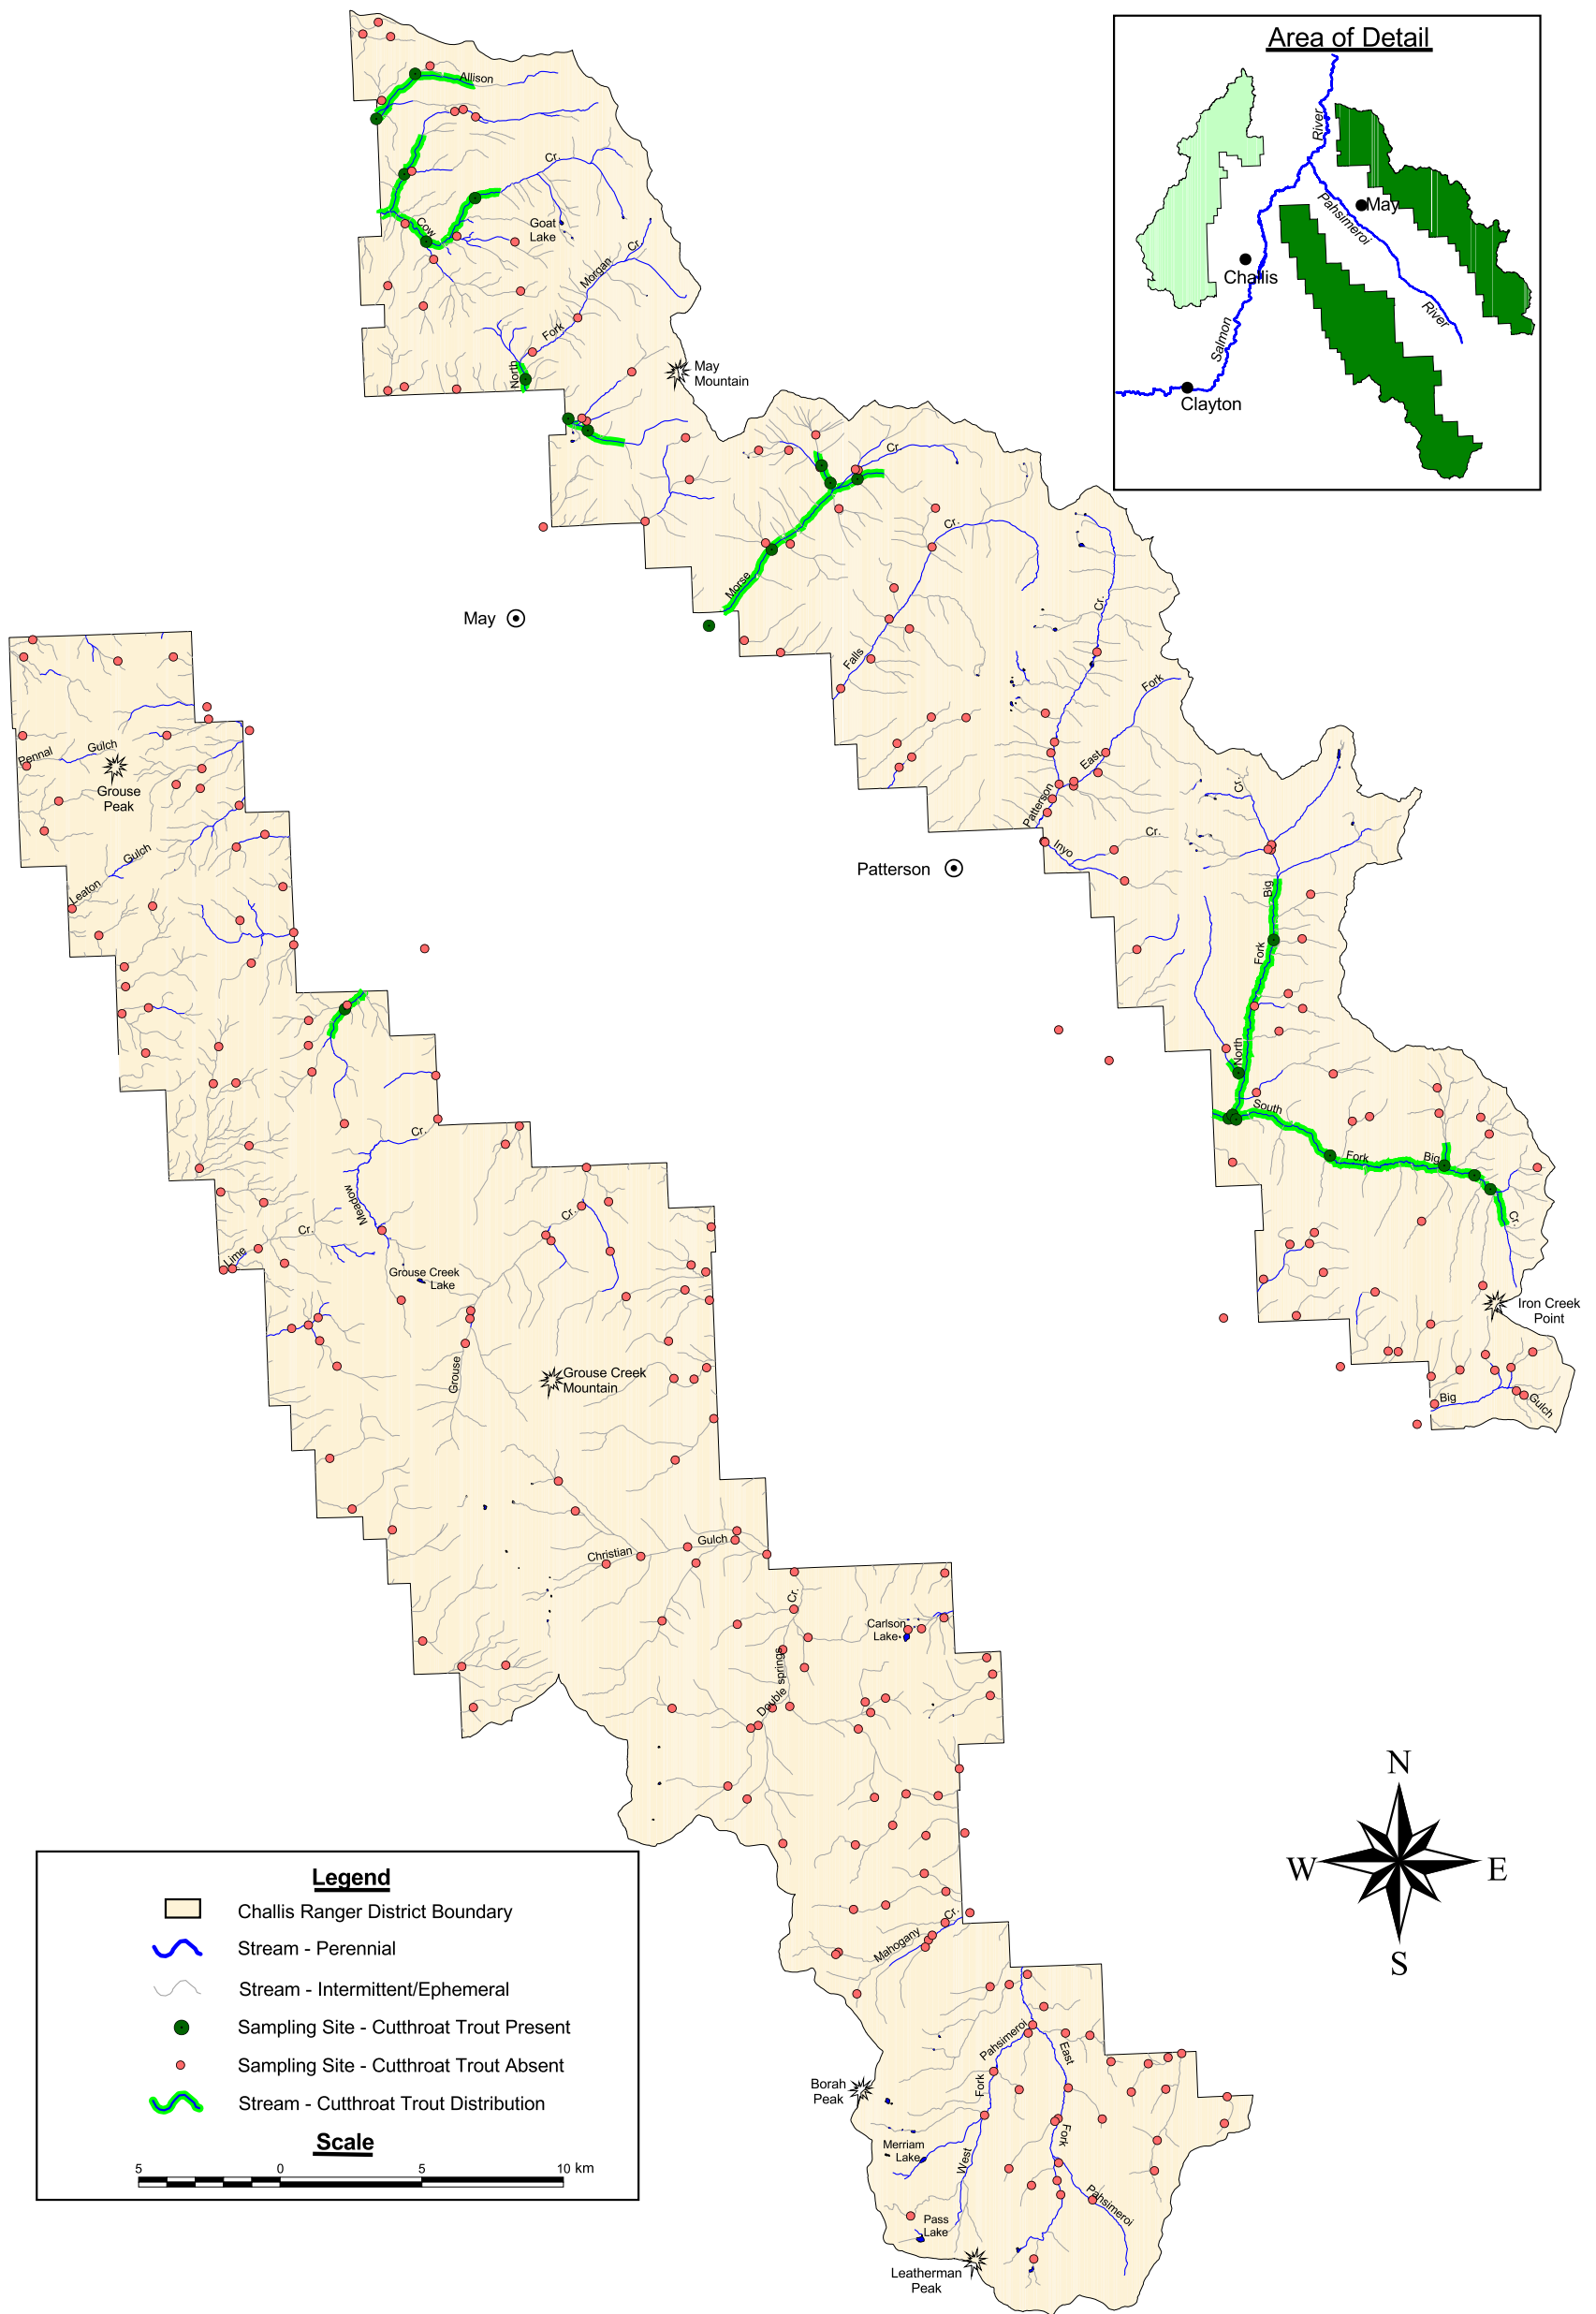 Area of Detail
River
Pahsimeroi
May
Challis
River
Salmon
Clayton
Allison
Cr.
Cow
Goat
Lake
Cr.
Morgan
Fork
North
May
Mountain
Cr.
Morse
Cr.
Falls
Cr.
Fork
East
Patterson
Inyo
Cr.
May
Patterson
Cr.
Big
Fork
North
South
Fork
Big
Cr.
Iron Creek
Point
Big
Gulch
Pennal
Gulch
Grouse
Peak
Gulch
Leaton
Cr.
Meadow
Cr.
Lime
Grouse Creek
Lake
Cr.
Grouse
Grouse Creek
Mountain
Christian
Gulch
Cr.
springs
Double
Carlson
Lake
Mahogany
Cr.
Pahsimeroi
Fork
West
East
Fork
Pahsimeroi
Borah
Peak
Merriam
Lake
Pass
Lake
Leatherman
Peak
N
W
E
S
Legend
Challis Ranger District Boundary
Stream - Perennial
Stream - Intermittent/Ephemeral
Sampling Site - Cutthroat Trout Present
Sampling Site - Cutthroat Trout Absent
Stream - Cutthroat Trout Distribution
Scale
5 0 5 10 km